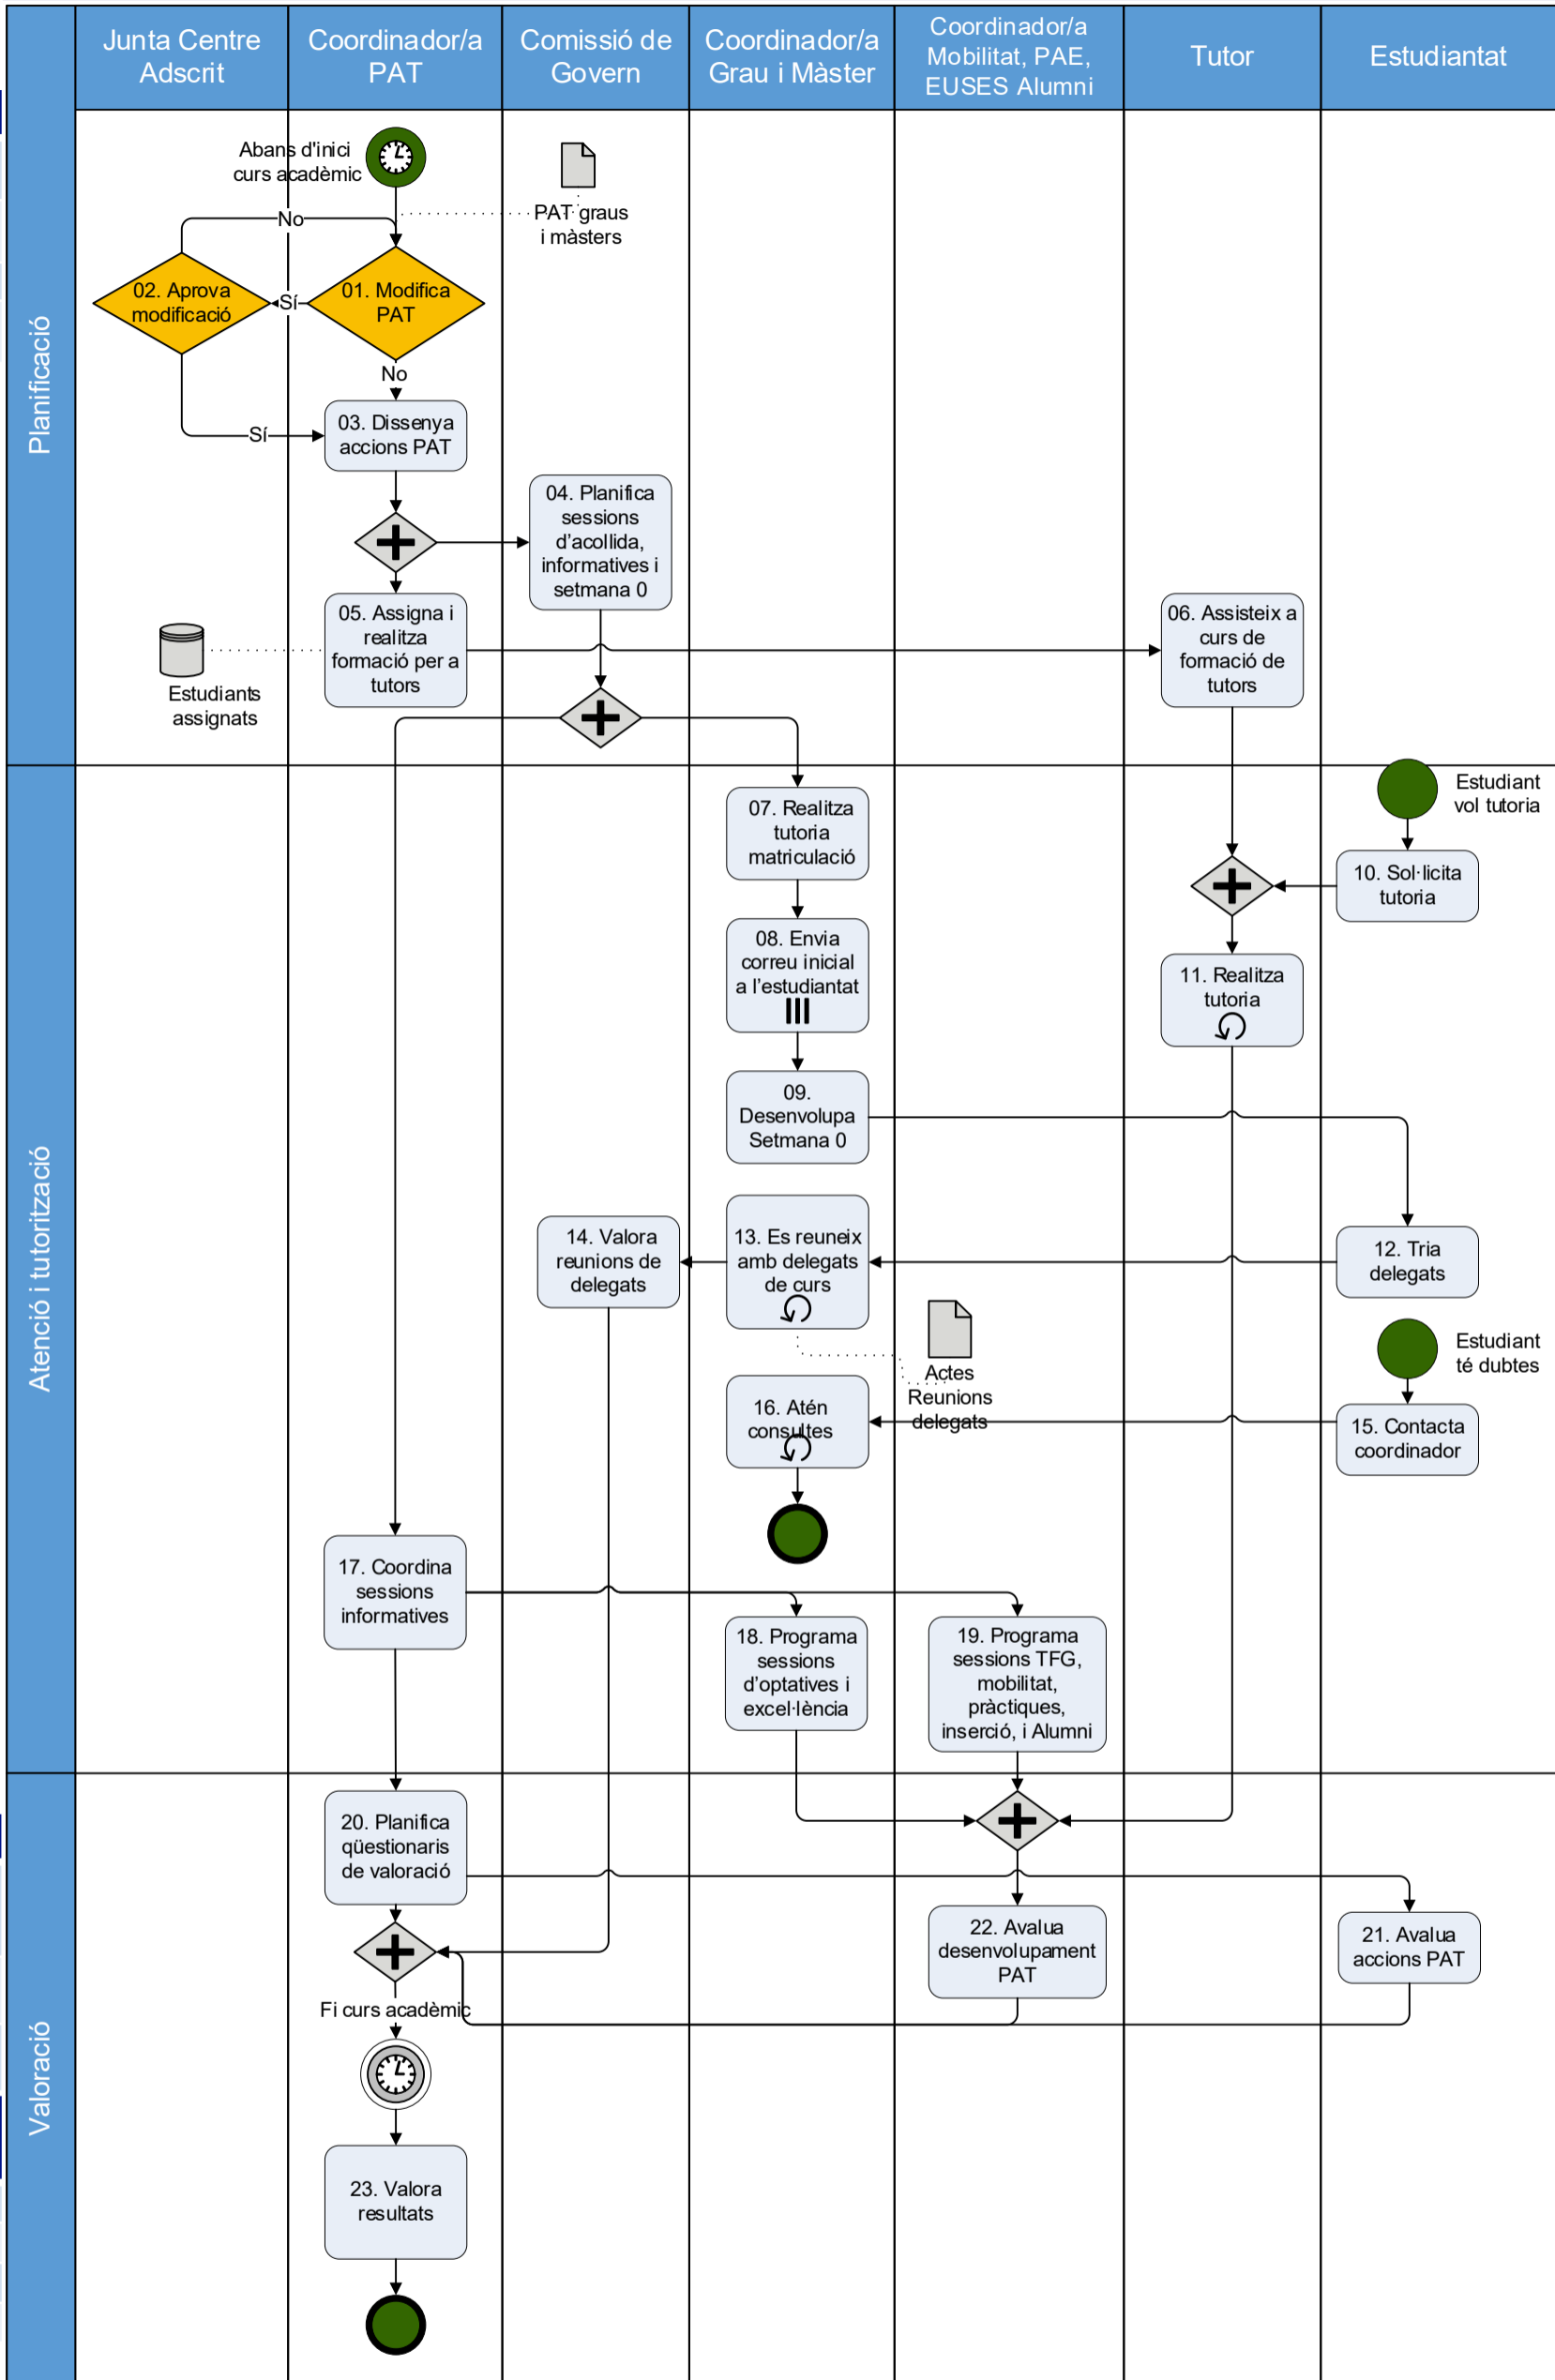 Junta Centre
Adscrit
Coordinador/a
PAT
Comissió de
Govern
Coordinador/a
Grau i Màster
Coordinador/a
Mobilitat, PAE,
EUSES Alumni
Tutor
Estudiantat
Planificació
Abans d'inici
curs acadèmic
PAT graus
i màsters
No
02. Aprova
modificació
Sí
01. Modifica
PAT
No
Sí
03. Dissenya
accions PAT
04. Planifica
sessions
d’acollida,
informatives i
setmana 0
05. Assigna i
realitza
formació per a
tutors
Estudiants
assignats
06. Assisteix a
curs de
formació de
tutors
Atenció i tutorització
07. Realitza
tutoria
matriculació
Estudiant
vol tutoria
10. Sol·licita
tutoria
08. Envia
correu inicial
a l’estudiantat
11. Realitza
tutoria
09.
Desenvolupa
Setmana 0
14. Valora
reunions de
delegats
13. Es reuneix
amb delegats
de curs
12. Tria
delegats
Actes
Reunions
delegats
Estudiant
té dubtes
16. Atén
consultes
15. Contacta
coordinador
17. Coordina
sessions
informatives
18. Programa
sessions
d’optatives i
excel·lència
19. Programa
sessions TFG,
mobilitat,
pràctiques,
inserció, i Alumni
Valoració
20. Planifica
qüestionaris
de valoració
22. Avalua
desenvolupament
PAT
21. Avalua
accions PAT
Fi curs acadèmic
23. Valora
resultats